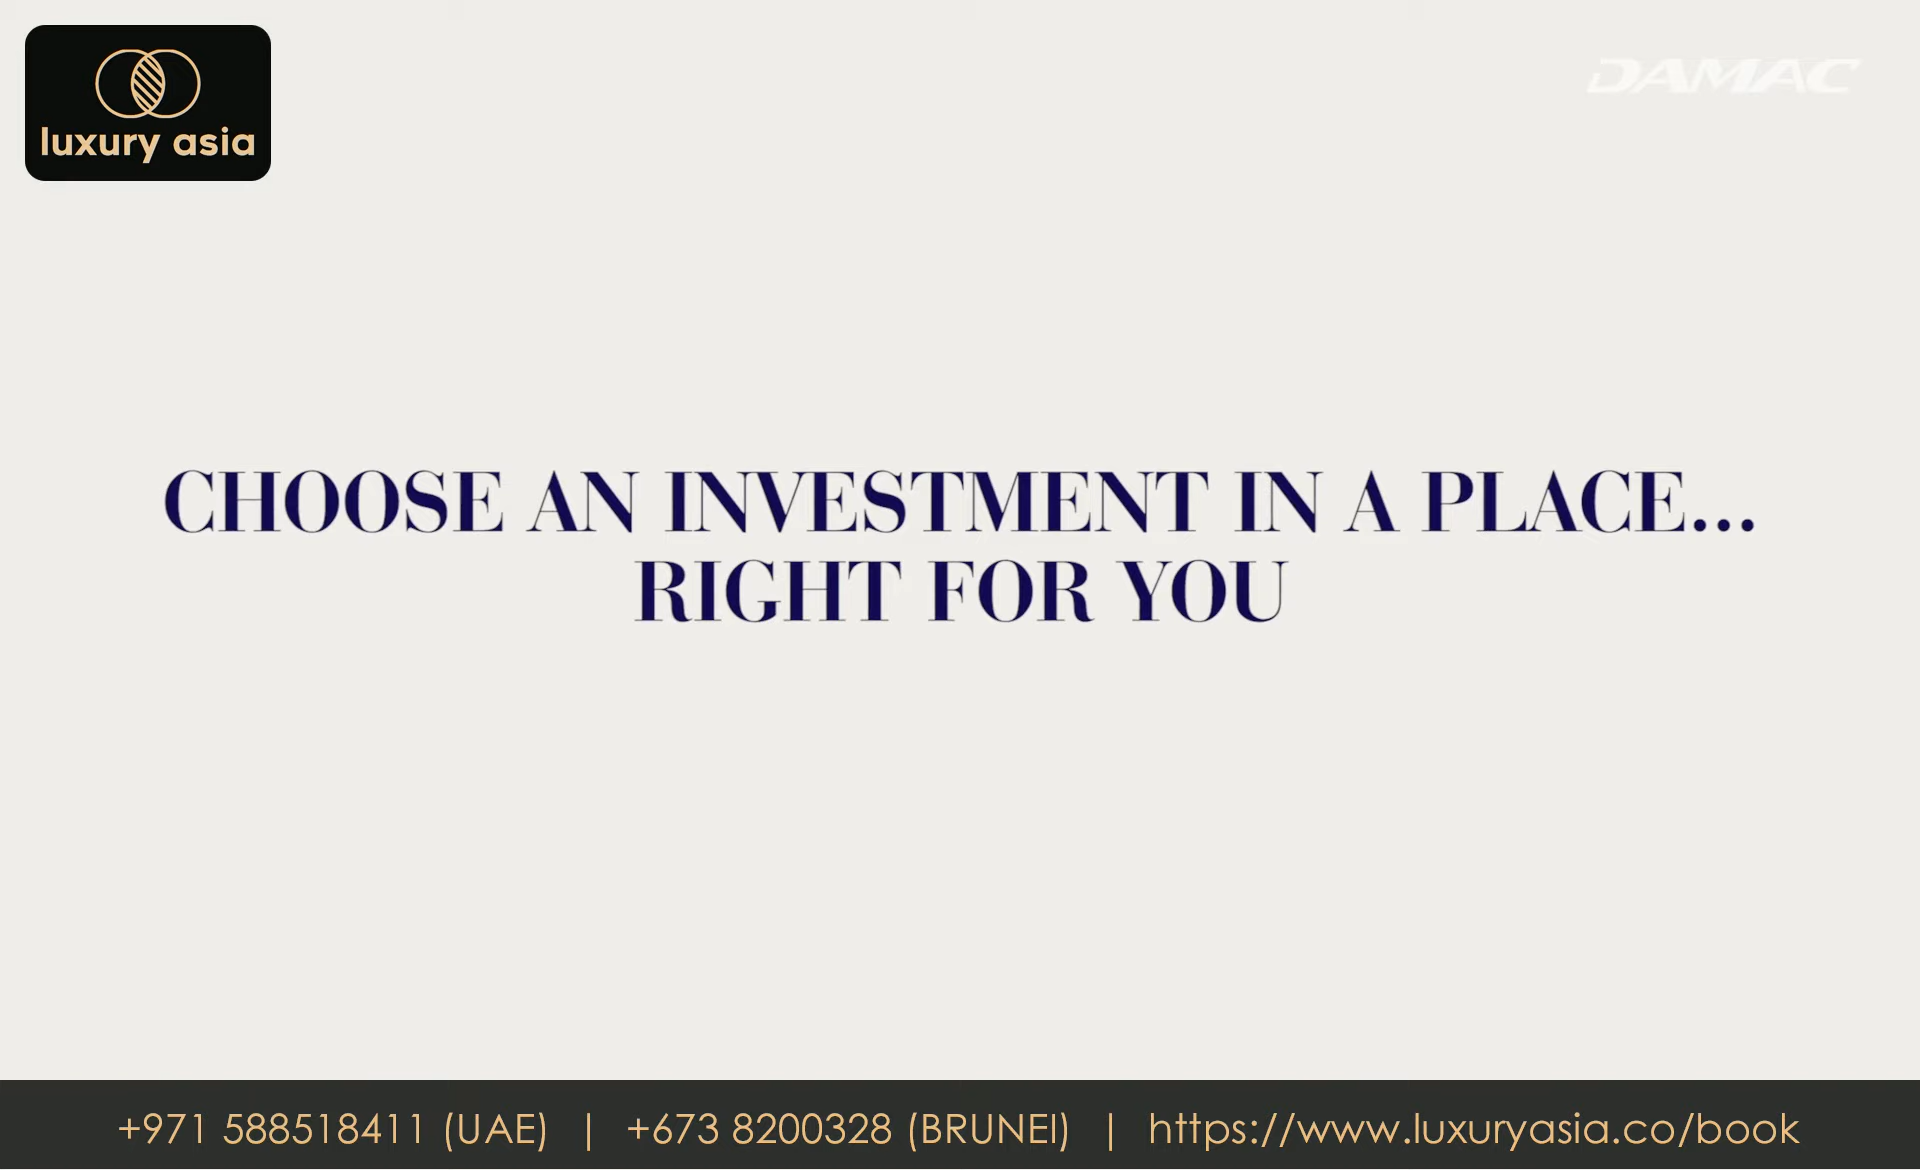 luxury asia
DAMAC
CHOOSE AN INVESTMENT IN A PLACE...
RIGHT FOR YOU
+971 588518411 (UAE) | +673 8200328 (BRUNEI) | https://www.luxuryasia.co/book